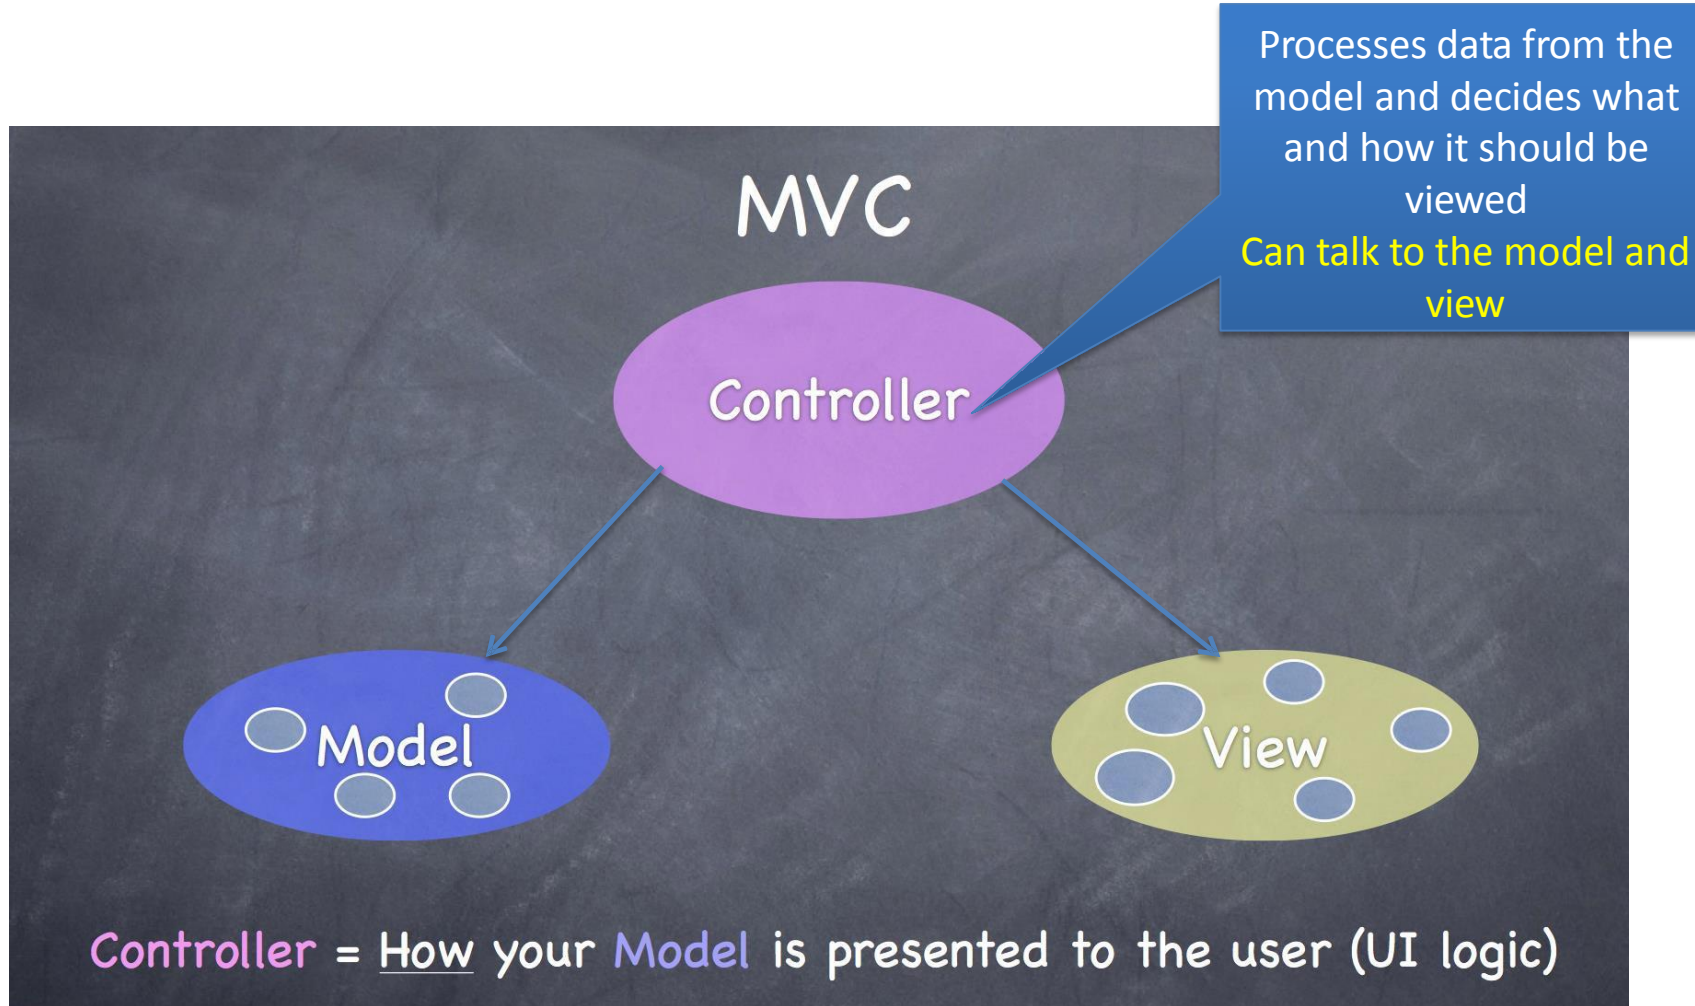 Processes data from the
model and decides what
and how it should be
viewed
Can talk to the model and
view
MVC
Controller
Model
View
Controller = How your Model is presented to the user (UI logic)